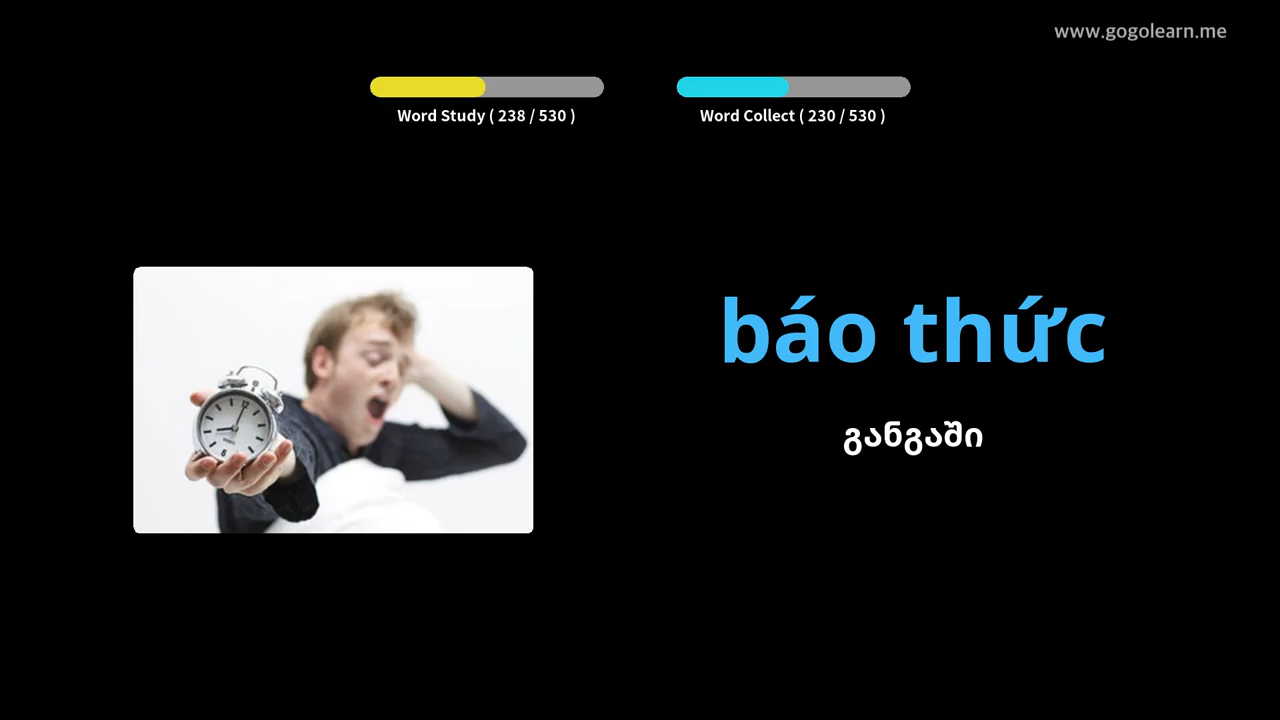 www.gogolearn.me
Word Study ( 238 / 530 )
Word Collect ( 230 / 530 )
báo thức
განგაში